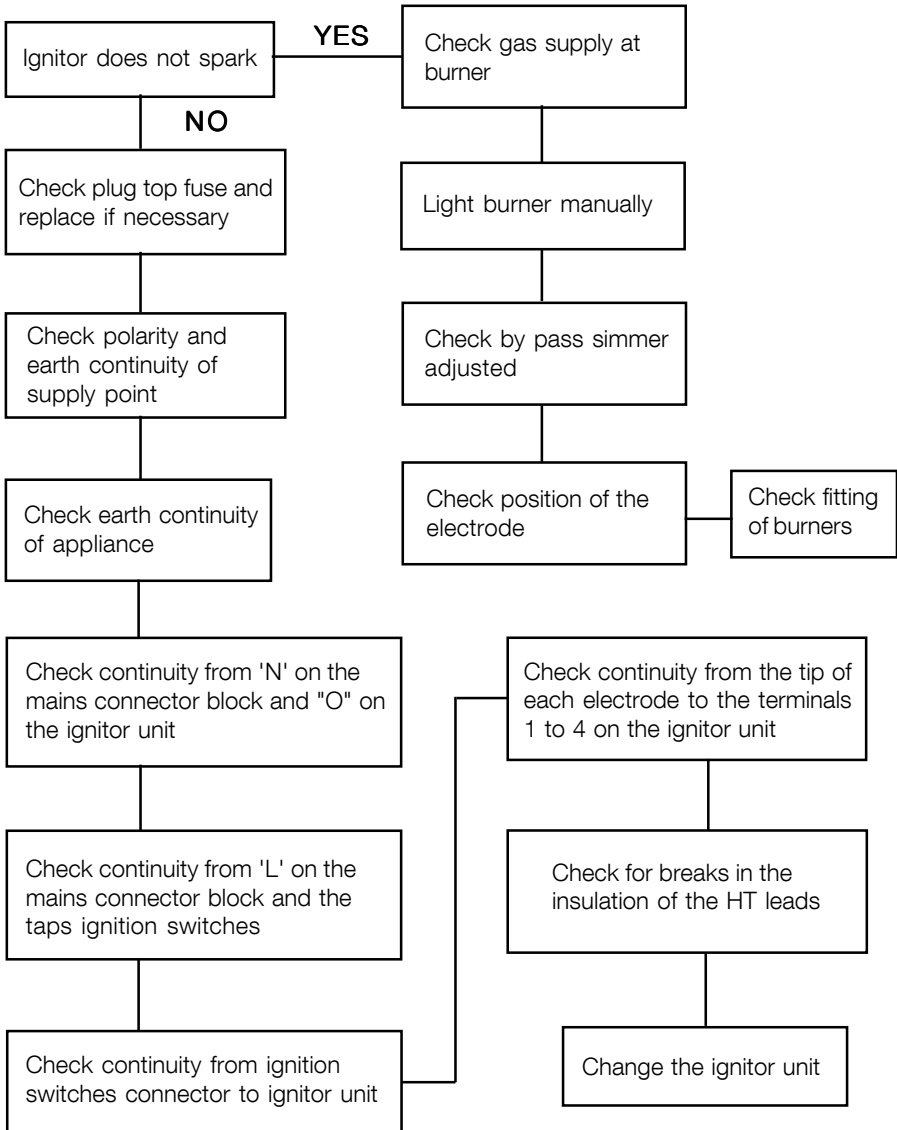 Ignitor does not spark
YES
Check gas supply at
burner
NO
Check plug top fuse and
replace if necessary
Light burner manually
Check polarity and
earth continuity of
supply point
Check by pass simmer
adjusted
Check earth continuity
of appliance
Check position of the
electrode
Check fitting
of burners
Check continuity from 'N' on the
mains connector block and "O" on
the ignitor unit
Check continuity from 'L' on the
mains connector block and the
taps ignition switches
Check continuity from ignition
switches connector to ignitor unit
Check continuity from the tip of
each electrode to the terminals
1 to 4 on the ignitor unit
Check for breaks in the
insulation of the HT leads
Change the ignitor unit